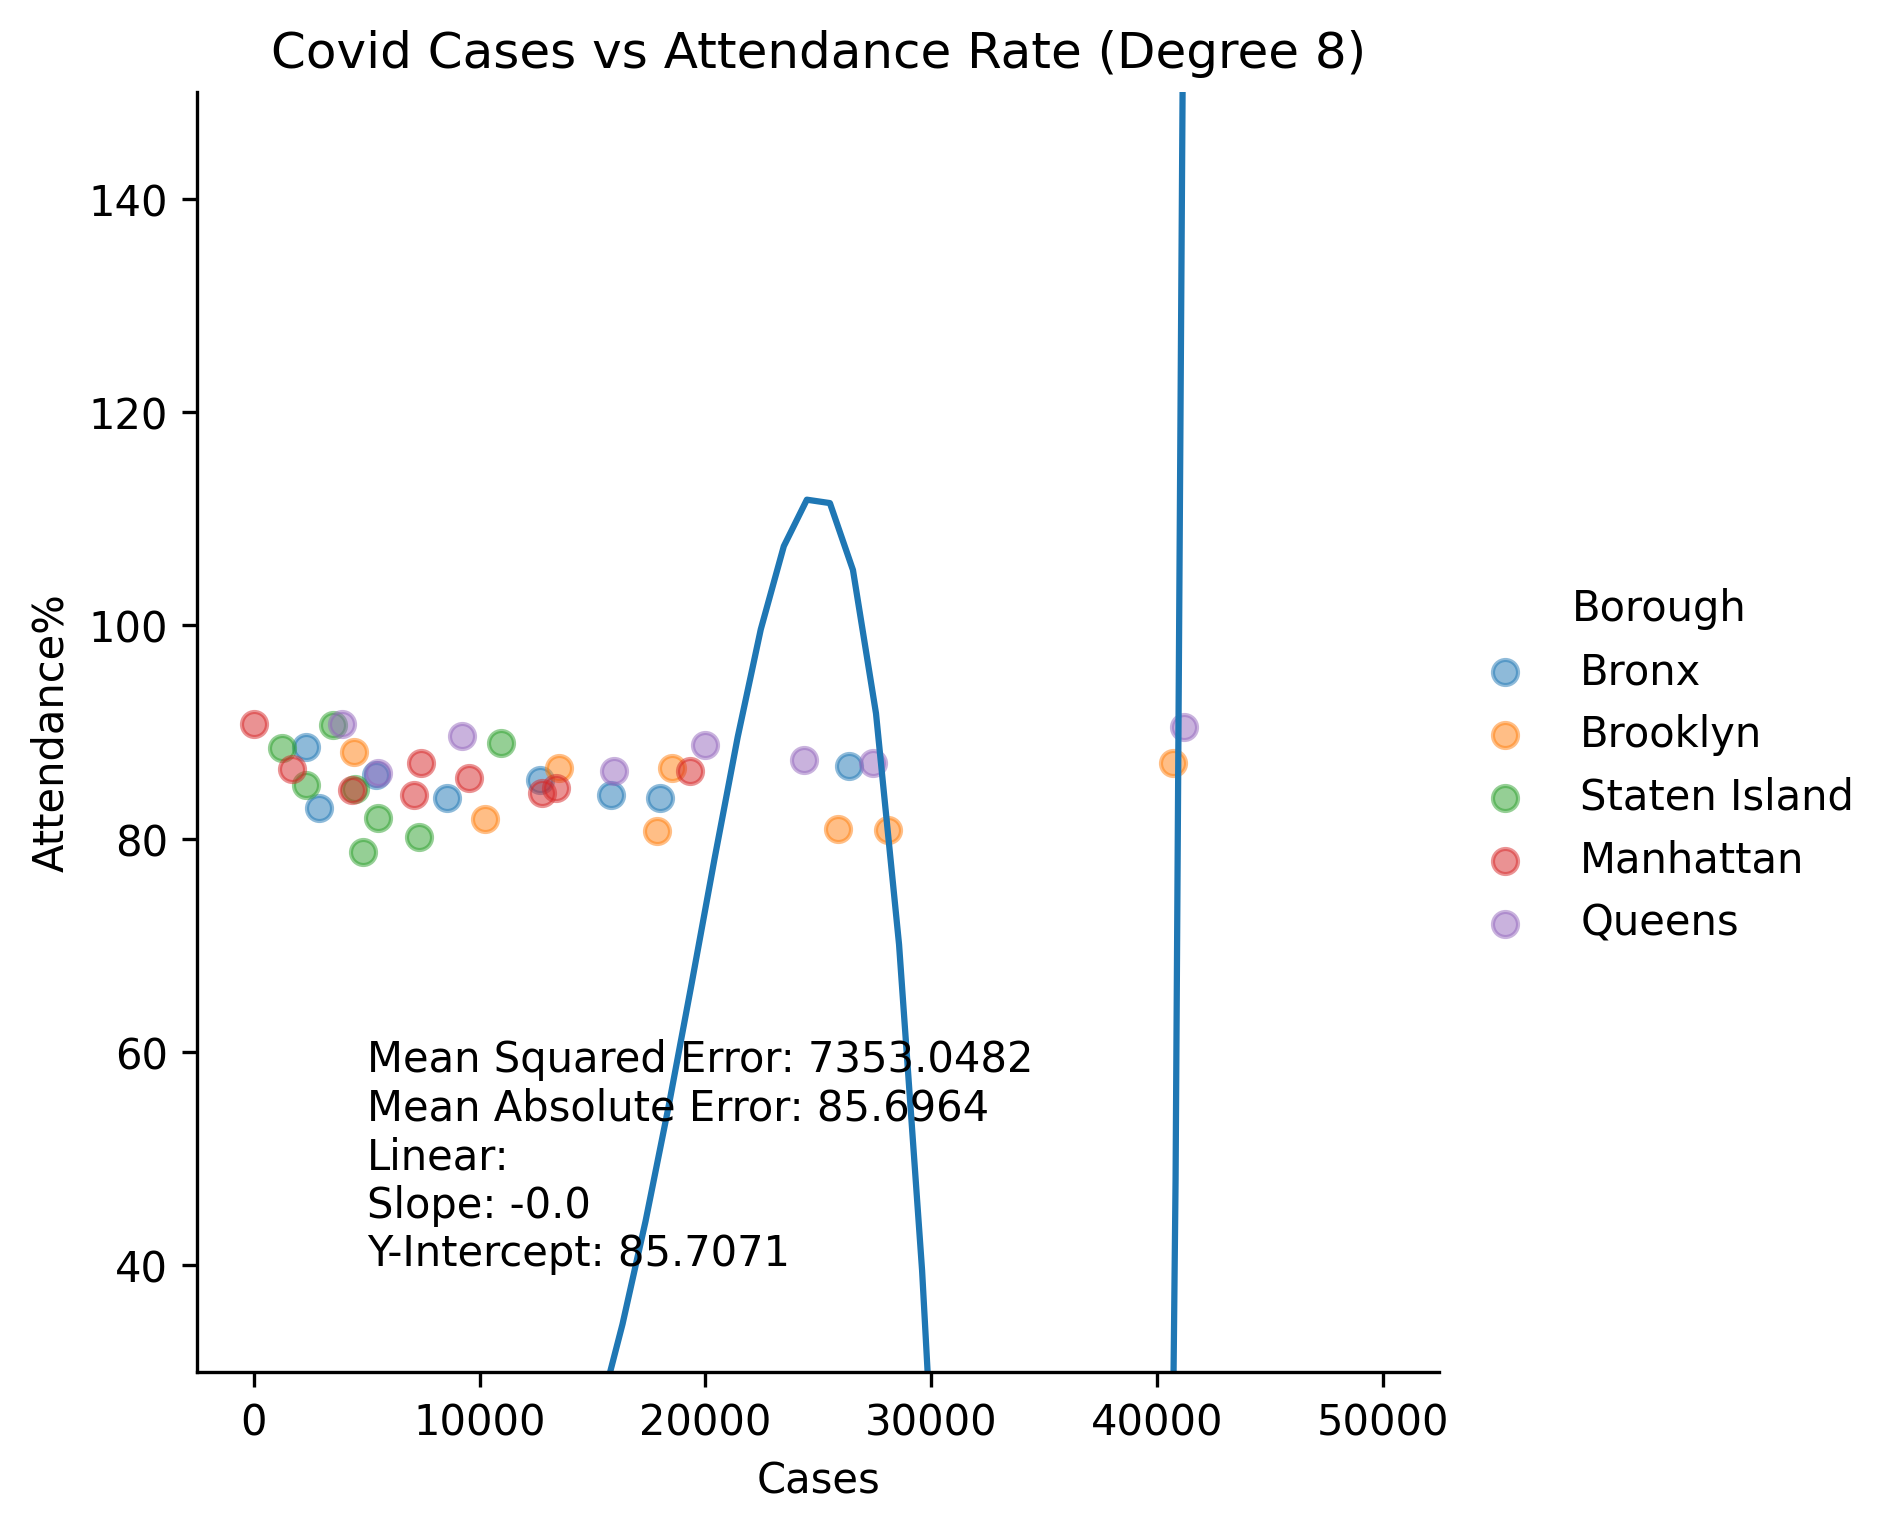 Covid Cases vs Attendance Rate (Degree 8)
140
120
100
80
60
40
Attendance%
Mean Squared Error: 7353.0482
Mean Absolute Error: 85.6964
Linear:
Slope: -0.0
Y-Intercept: 85.7071
0 10000 20000 30000 40000 50000
Cases
Borough
Bronx
Brooklyn
Staten Island
Manhattan
Queens